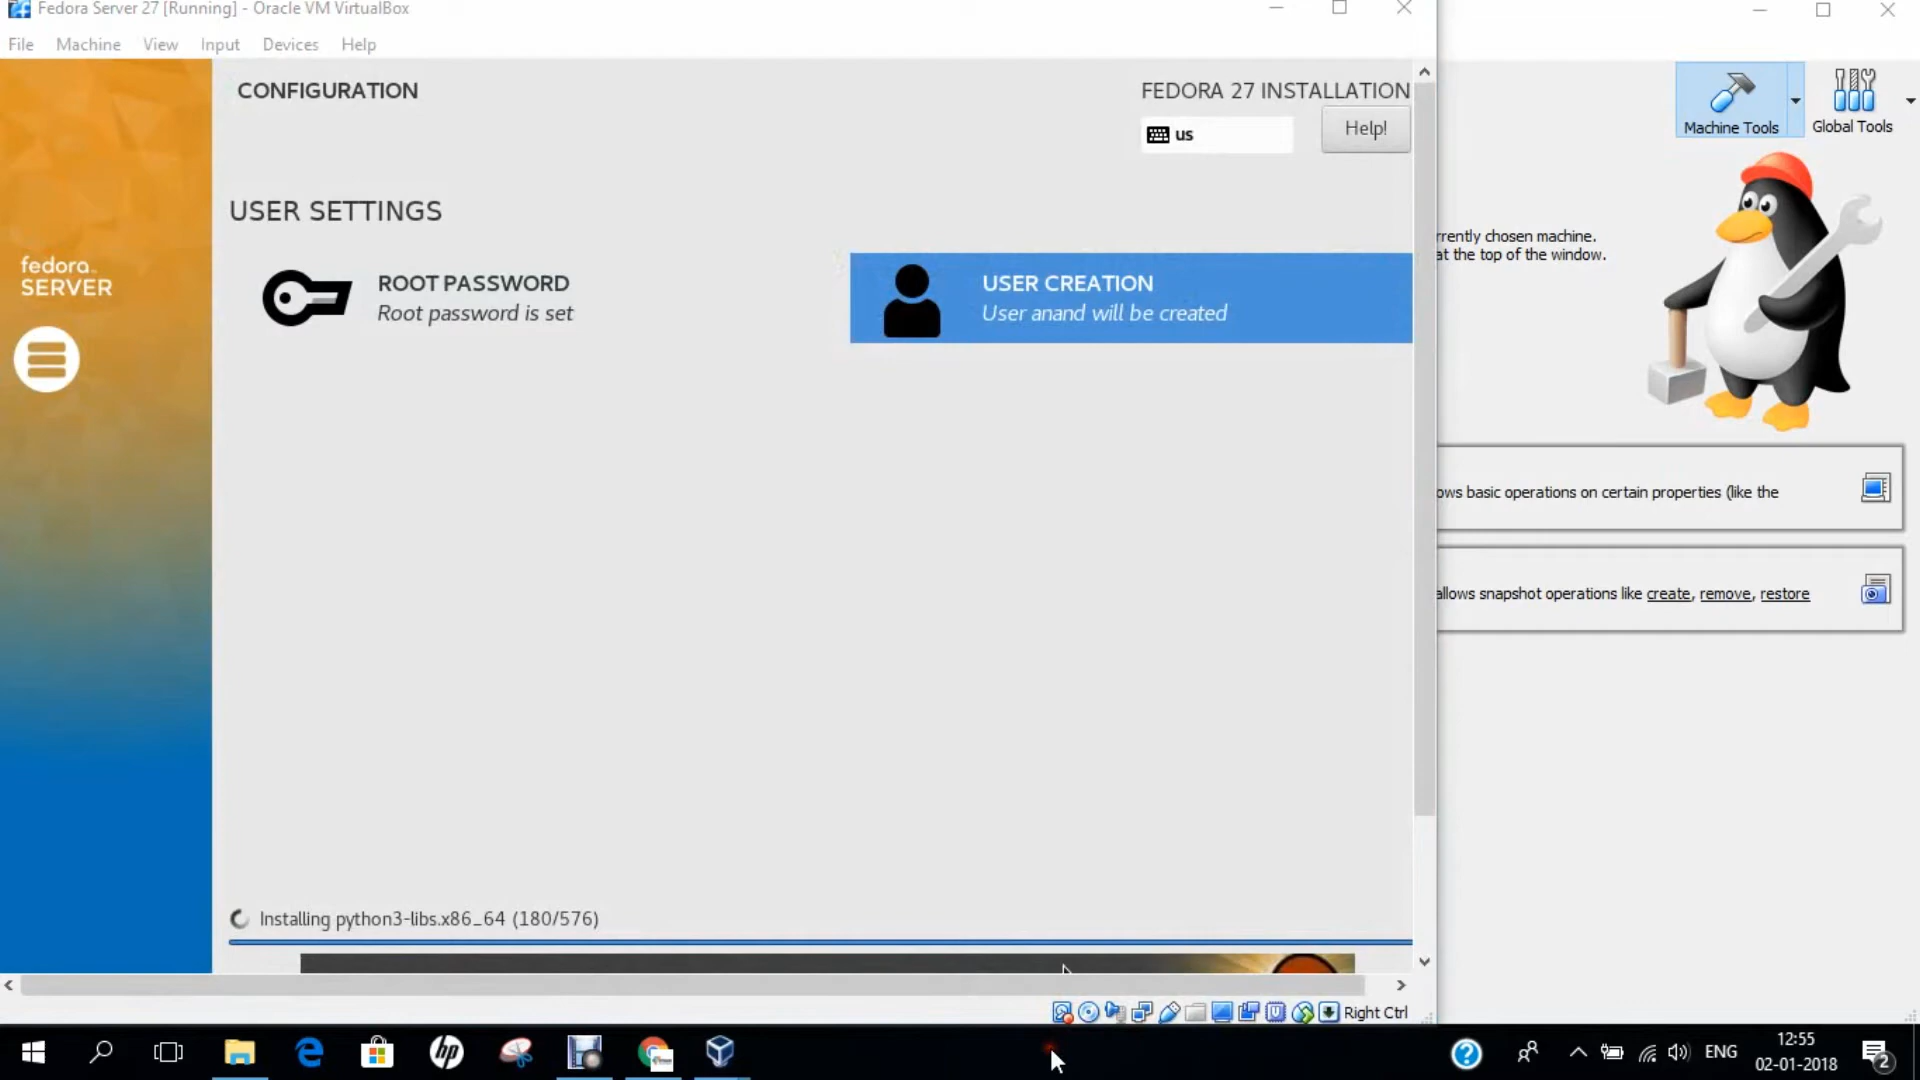 Fedora Server 27 [Running] - Oracle VM VirtualBox
File Machine View Input Devices Help
CONFIGURATION
FEDORA 27 INSTALLATION
us
Help!
Machine Tools
Global Tools
USER SETTINGS
fedora
SERVER
ROOT PASSWORD
Root password is set
USER CREATION
User anand will be created
rrently chosen machine.
at the top of the window.
ows basic operations on certain properties (like the
allows snapshot operations like create, remove, restore
Installing python3-libs.x86_64 (180/576)
Right Ctrl
hp
ENG
12:55
02-01-2018
2